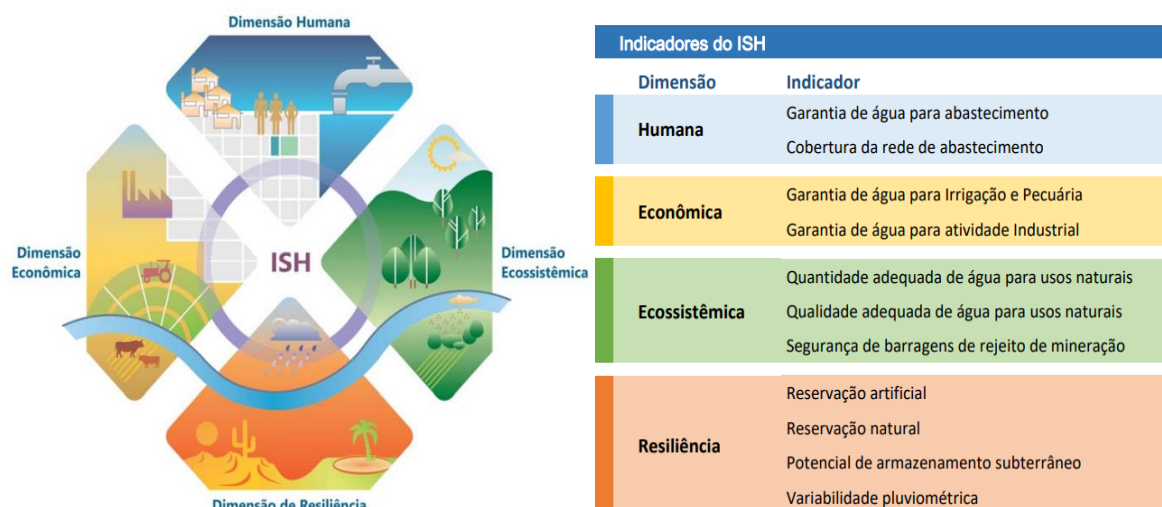 Dimensão Humana
Dimensão
Econômica
ISH
Dimensão
Ecossistêmica
Dimensão de Resiliência
Indicadores do ISH
Dimensão Indicador
Humana
Garantia de água para abastecimento
Cobertura da rede de abastecimento
Econômica
Garantia de água para Irrigação e Pecuária
Garantia de água para atividade Industrial
Ecossistêmica
Quantidade adequada de água para usos naturais
Qualidade adequada de água para usos naturais
Segurança de barragens de rejeito de mineração
Resiliência
Reservação artificial
Reservação natural
Potencial de armazenamento subterrâneo
Variabilidade pluviométrica